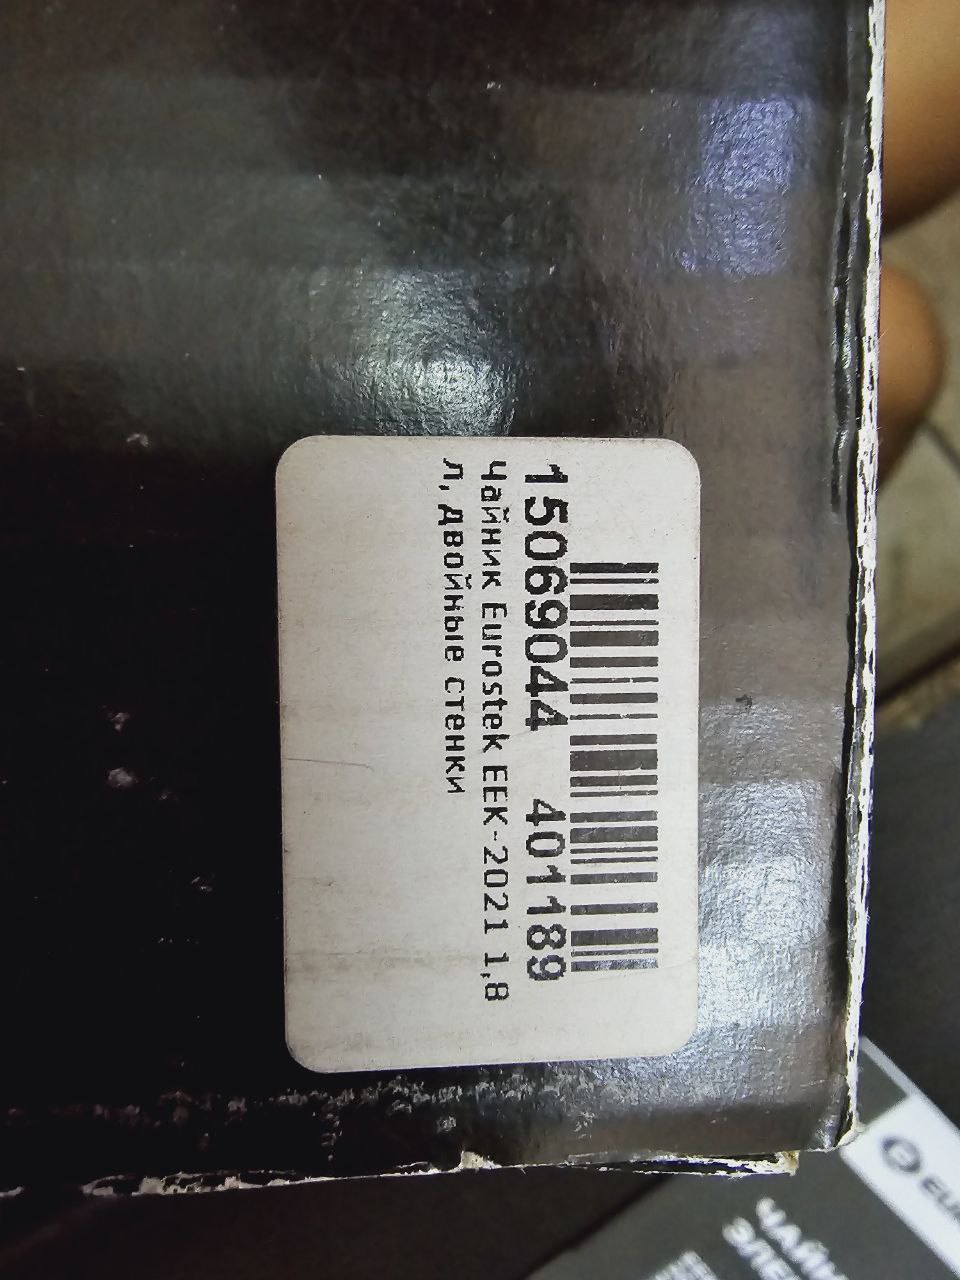 15069044 401189
Чайник Eurostek EEK-2021 1,8
л, двойные стенки